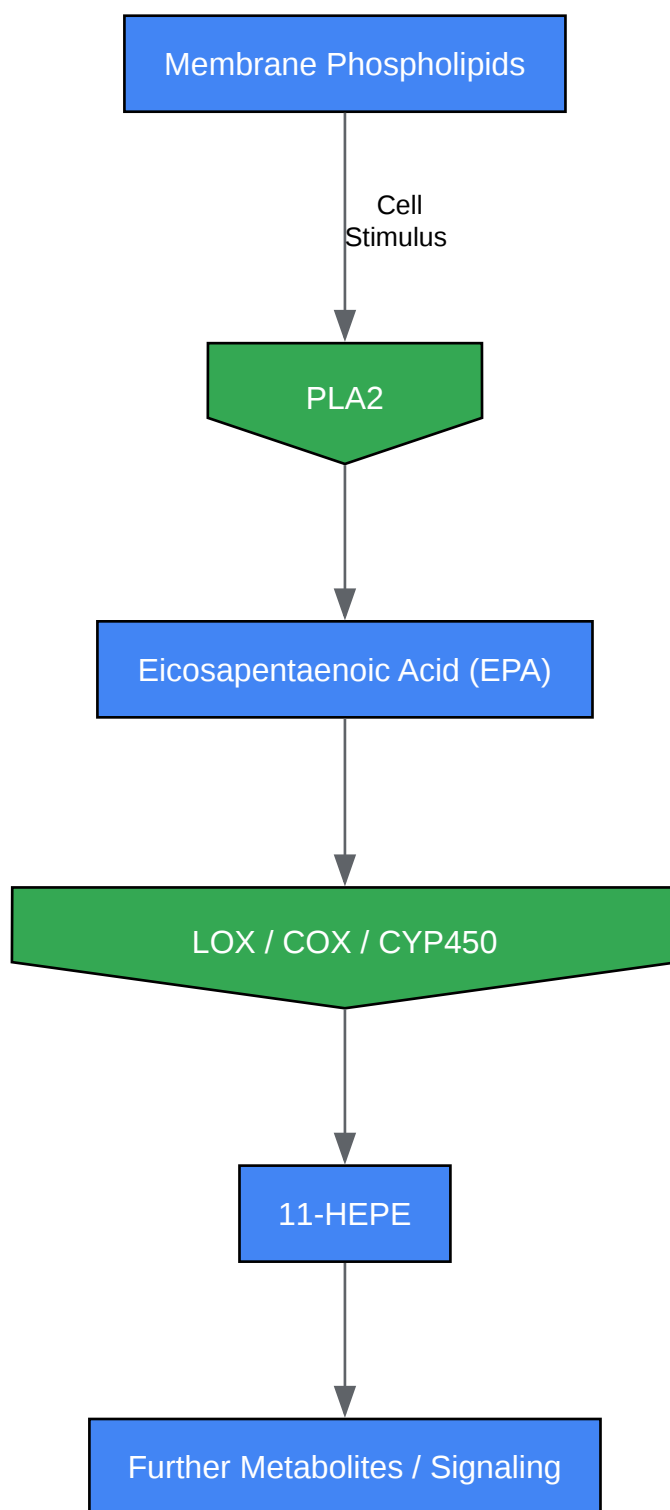 Membrane Phospholipids
Cell
Stimulus
PLA2
Eicosapentaenoic Acid (EPA)
LOX / COX / CYP450
11-HEPE
Further Metabolites / Signaling